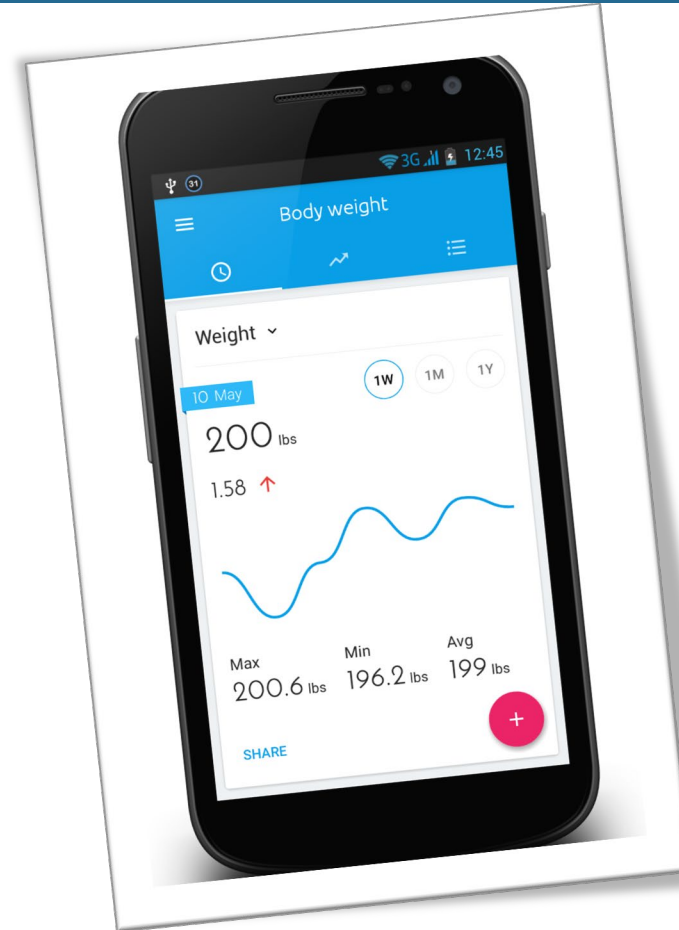 31 3G 12:45
Body weight
Weight
1W 1M 1Y
10 May
200 lbs
1.58
Max Min Avg
200.6 lbs 196.2 lbs 199 lbs
+
SHARE